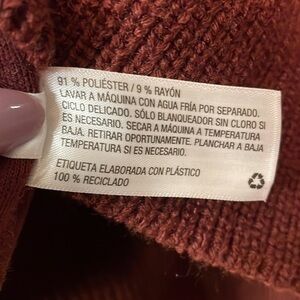 91 % POLIÉSTER / 9 % RAYÓN
LAVAR A MÁQUINA CON AGUA FRÍA POR SEPARADO.
CICLO DELICADO. SÓLO BLANQUEADOR SIN CLORO SI
ES NECESARIO. SECAR A MÁQUINA A TEMPERATURA
BAJA. RETIRAR OPORTUNAMENTE. PLANCHAR A BAJA
TEMPERATURA SI ES NECESARIO.
ETIQUETA ELABORADA CON PLÁSTICO
100 % RECICLADO